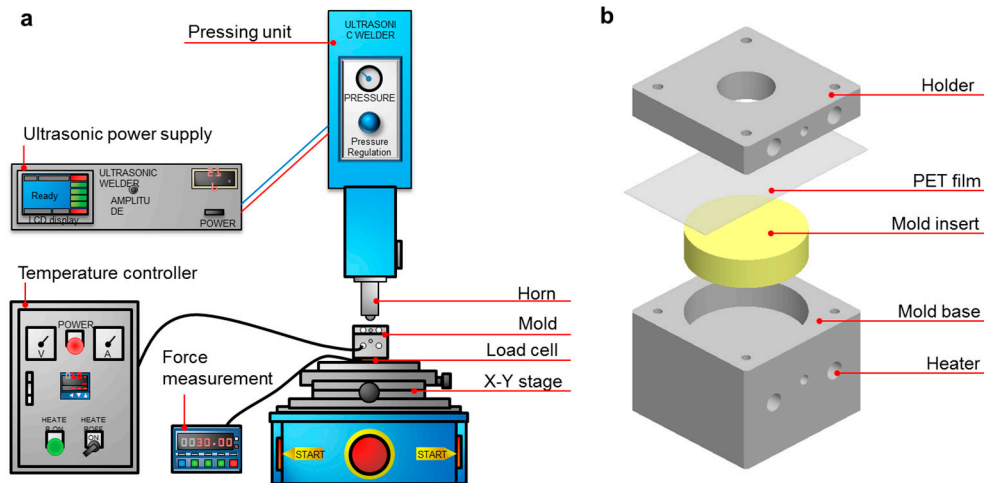 a
Pressing unit
ULTRASONI
C WELDER
PRESSURE
Pressure
Regulation
Ultrasonic power supply
ULTRASONIC
WELDER
AMPLITU
DE
Ready
LCD display
POWER
Temperature controller
POWER
V
A
HEATE
R ON
HEATE
ROFF
ON
Force
measurement
0030.00
START
START
Horn
Mold
Load cell
X-Y stage
b
Holder
PET film
Mold insert
Mold base
Heater